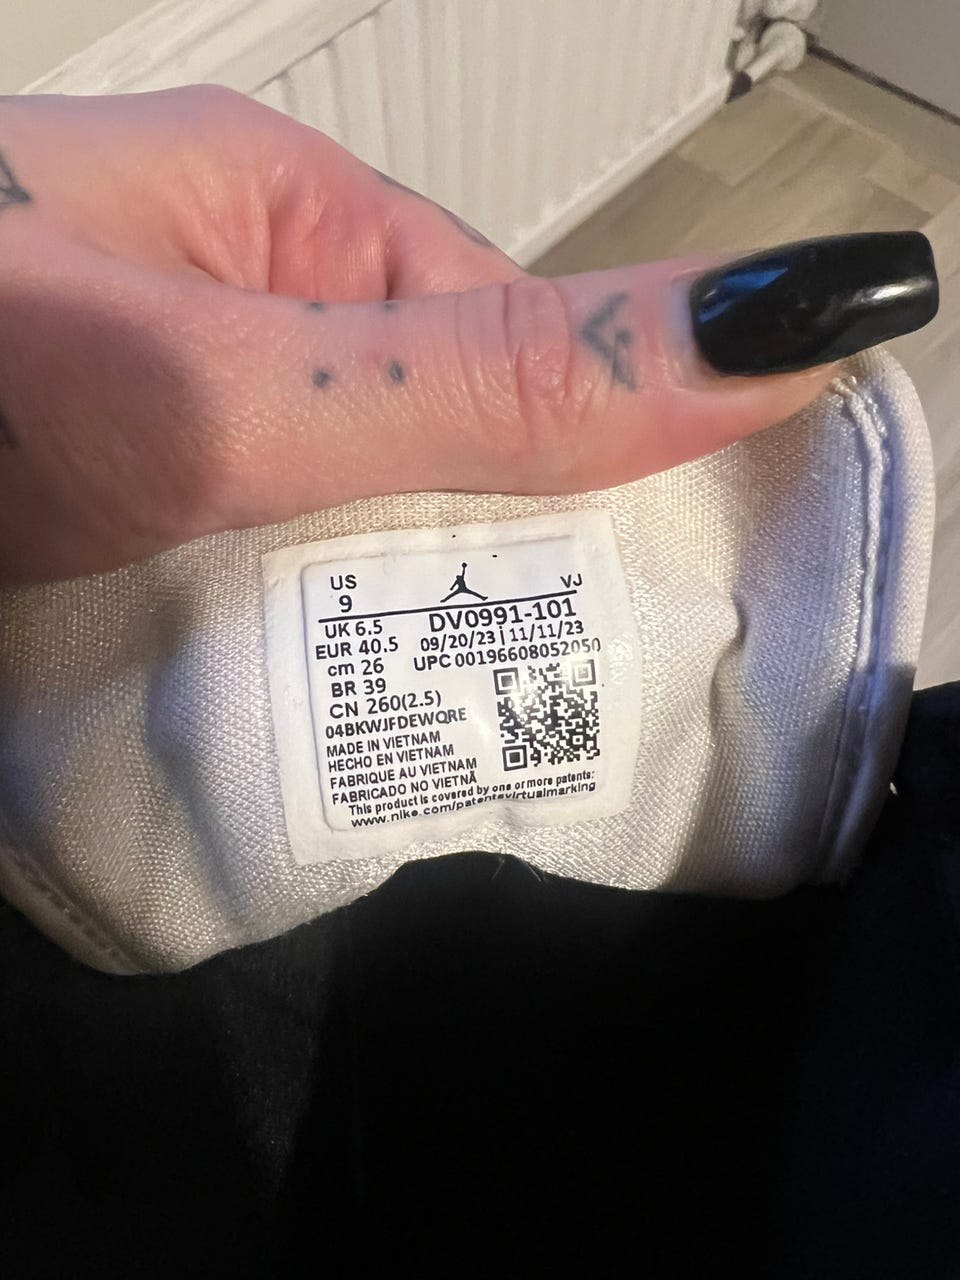 US
9
VJ
UK 6.5
EUR 40.5
cm 26
BR 39
CN 260(2.5)
04BKWJFDEWQRE
DV0991-101
09/20/23 | 11/11/23
UPC 00196608052050
MADE IN VIETNAM
HECHO EN VIETNAM
FABRIQUE AU VIETNAM
FABRICADO NO VIETNÃ
This product is covered by one or more patents:
www.nike.com/patentsvirtualmarking